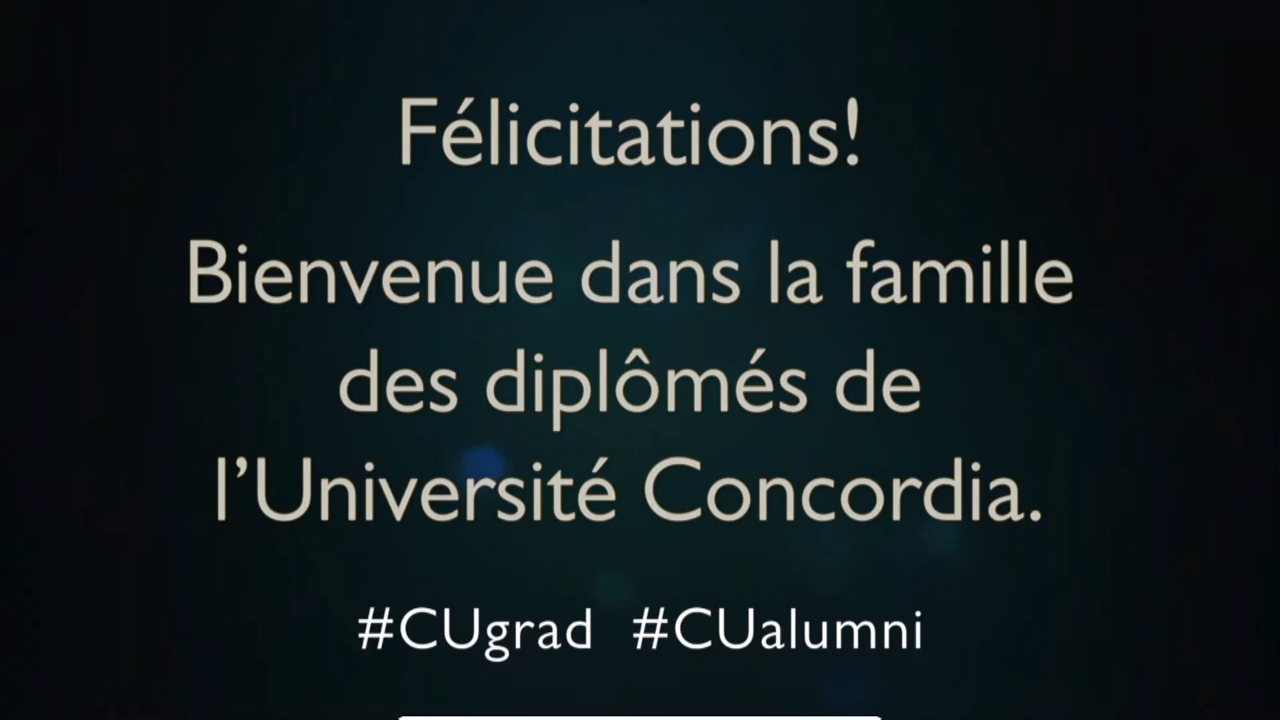 Félicitations!
Bienvenue dans la famille
des diplômés de
l’Université Concordia.
#CUgrad #CUalumni